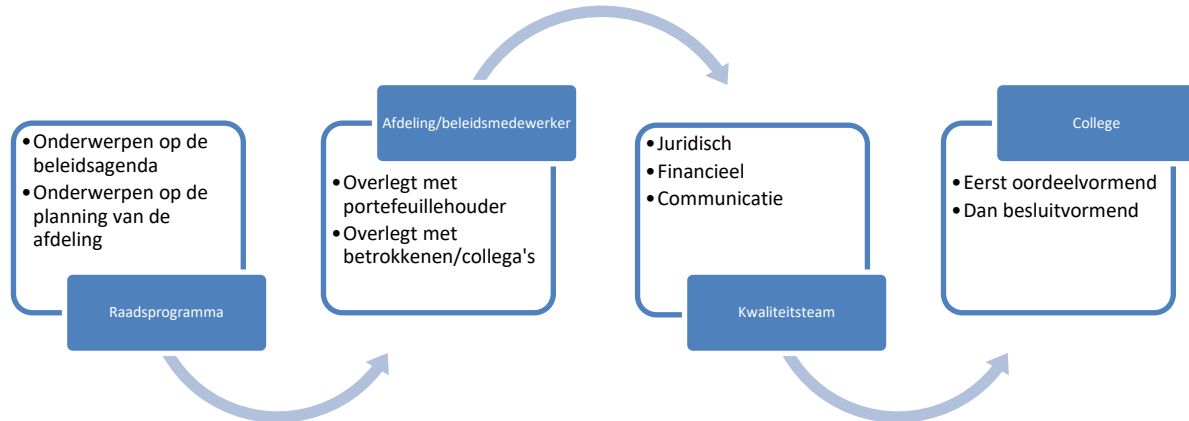 •Onderwerpen op de
beleidsagenda
•Onderwerpen op de
planning van de
afdeling
Raadsprogramma
Afdeling/beleidsmedewerker
•Overlegt met
portefeuillehouder
•Overlegt met
betrokkenen/collega's
•Juridisch
•Financieel
•Communicatie
Kwaliteitsteam
College
•Eerst oordeelvormend
•Dan besluitvormend